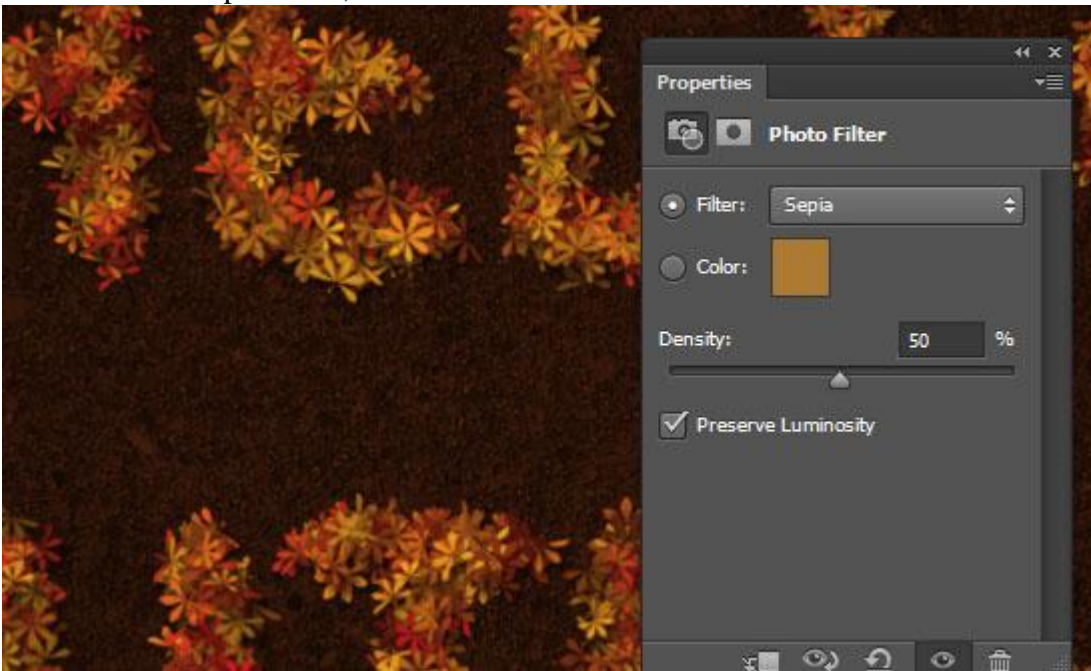 Properties
Photo Filter
Filter: Sepia
Color:
Density: 50 %
Preserve Luminosity